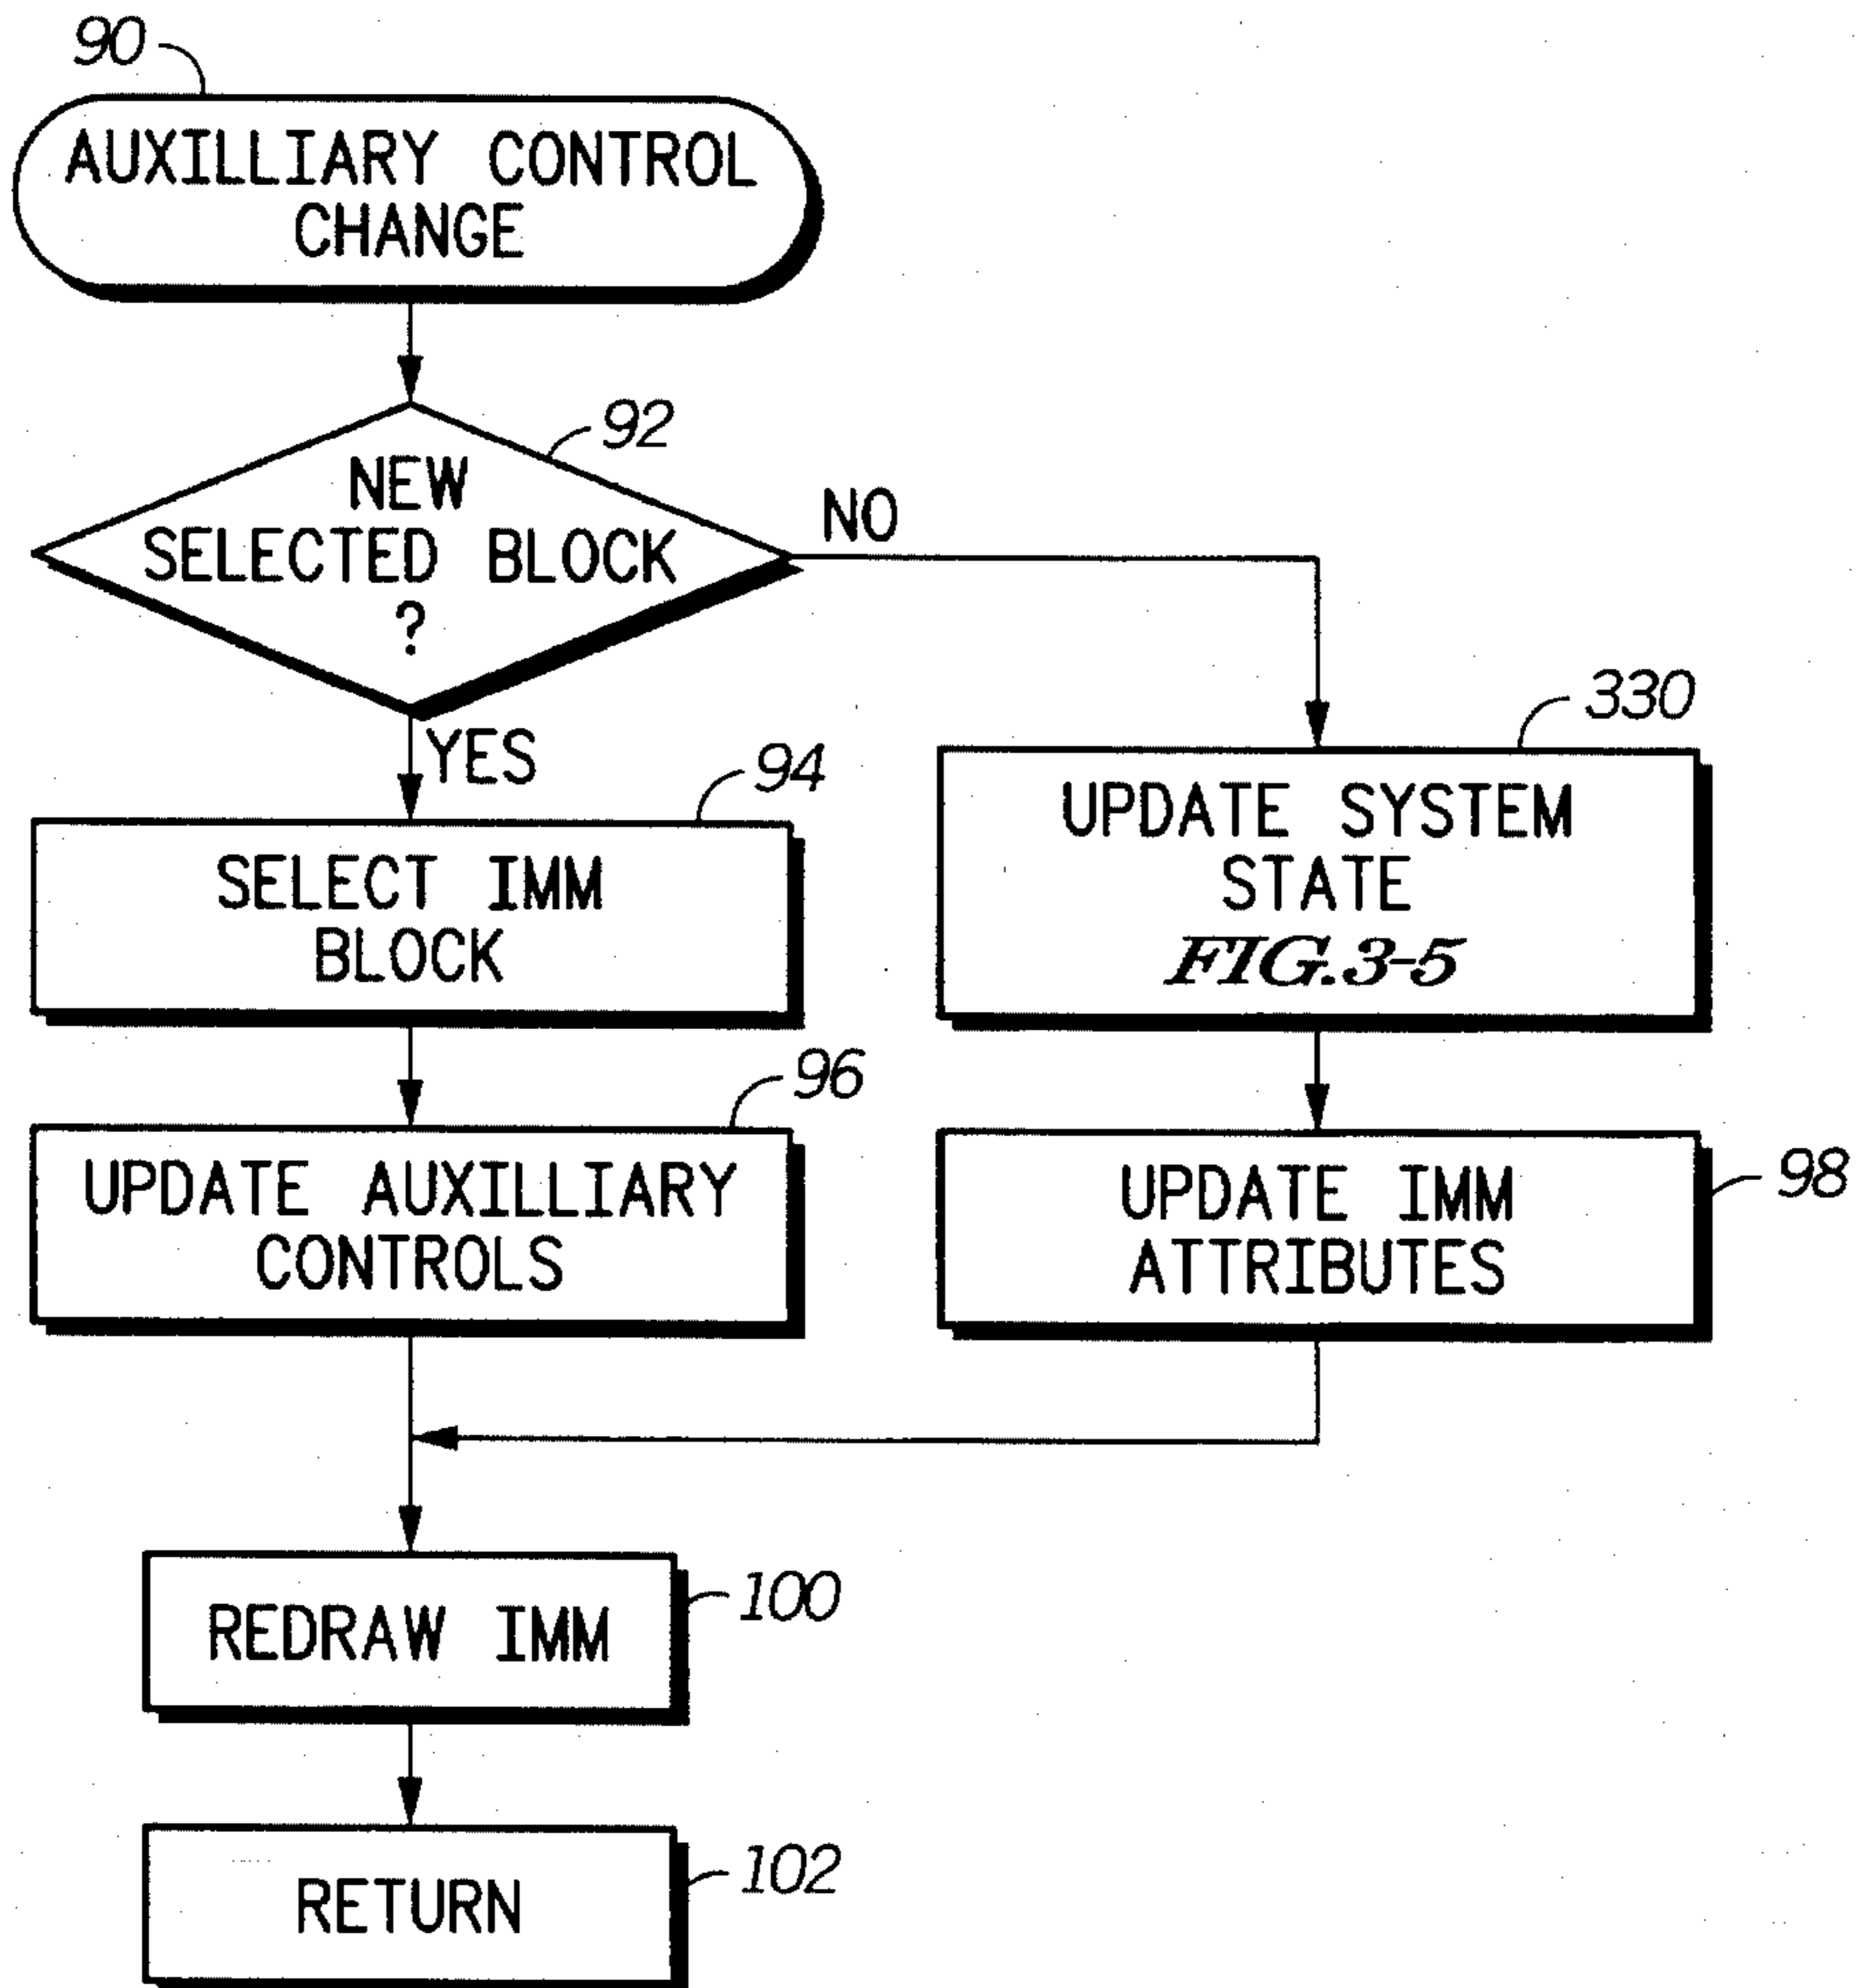 90
AUXILLIARY CONTROL
CHANGE
92
NEW
SELECTED BLOCK
?
NO
YES
94
SELECT IMM
BLOCK
330
UPDATE SYSTEM
STATE
FIG.3-5
96
UPDATE AUXILLIARY
CONTROLS
98
UPDATE IMM
ATTRIBUTES
100
REDRAW IMM
102
RETURN